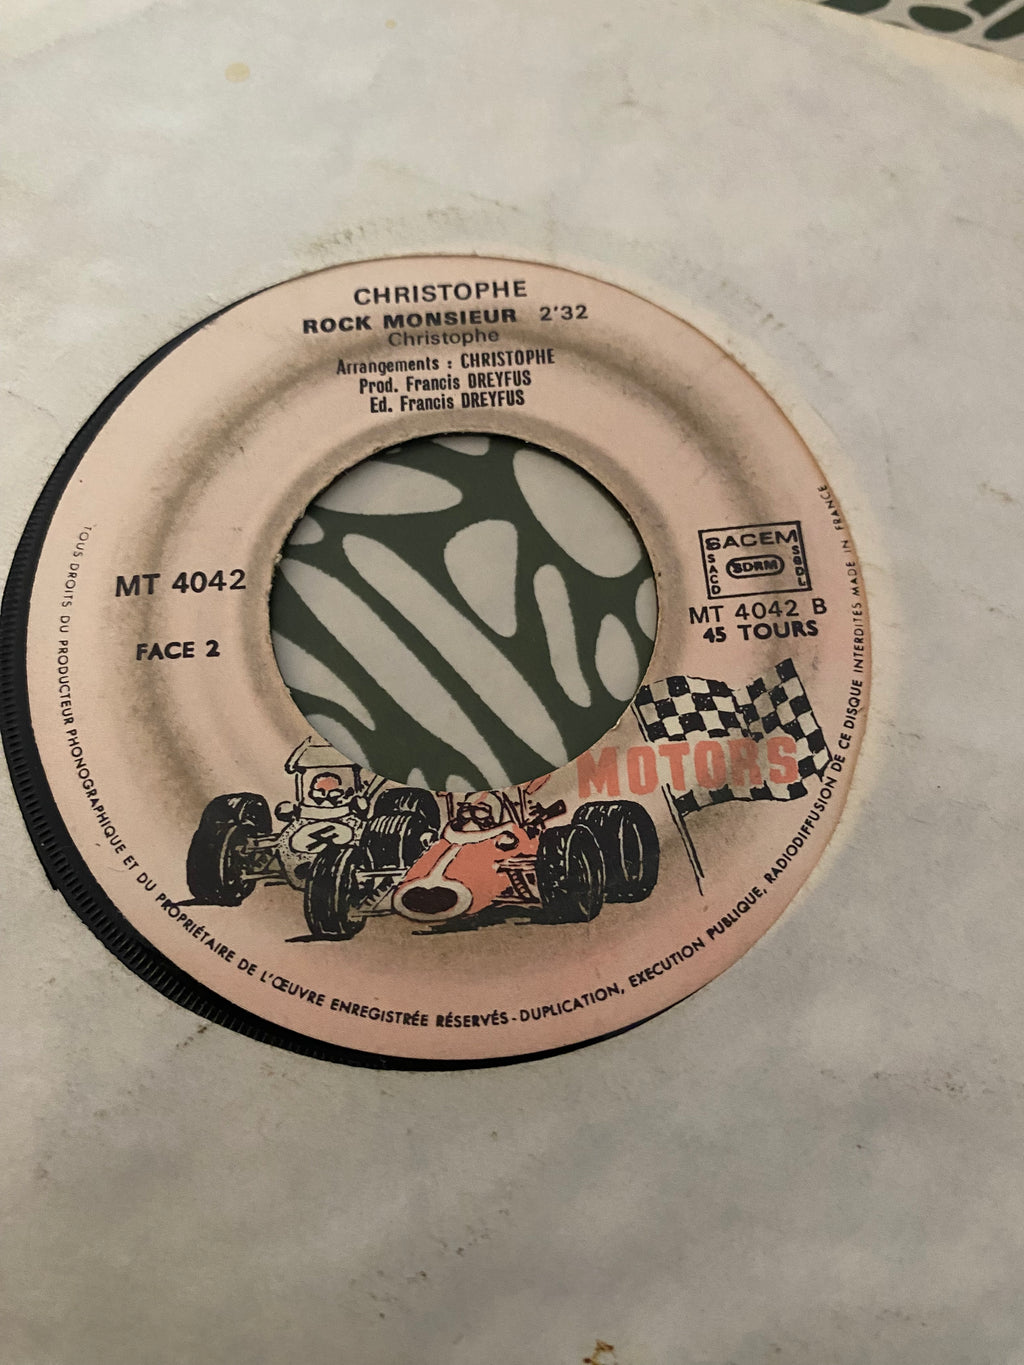 CHRISTOPHE
ROCK MONSIEUR 2'32
Christophe
Arrangements : CHRISTOPHE
Prod. Francis DREYFUS
Ed. Francis DREYFUS
MT 4042
FACE 2
SACEM
SACD
SDRM
SGDL
MT 4042 B
45 TOURS
MOTORS
4
TOUS DROITS DU PRODUCTEUR PHONOGRAPHIQUE ET DU PROPRIÉTAIRE DE L'ŒUVRE ENREGISTRÉE RÉSERVÉS - DUPLICATION, EXECUTION PUBLIQUE, RADIODIFFUSION DE CE DISQUE INTERDITES MADE IN FRANCE